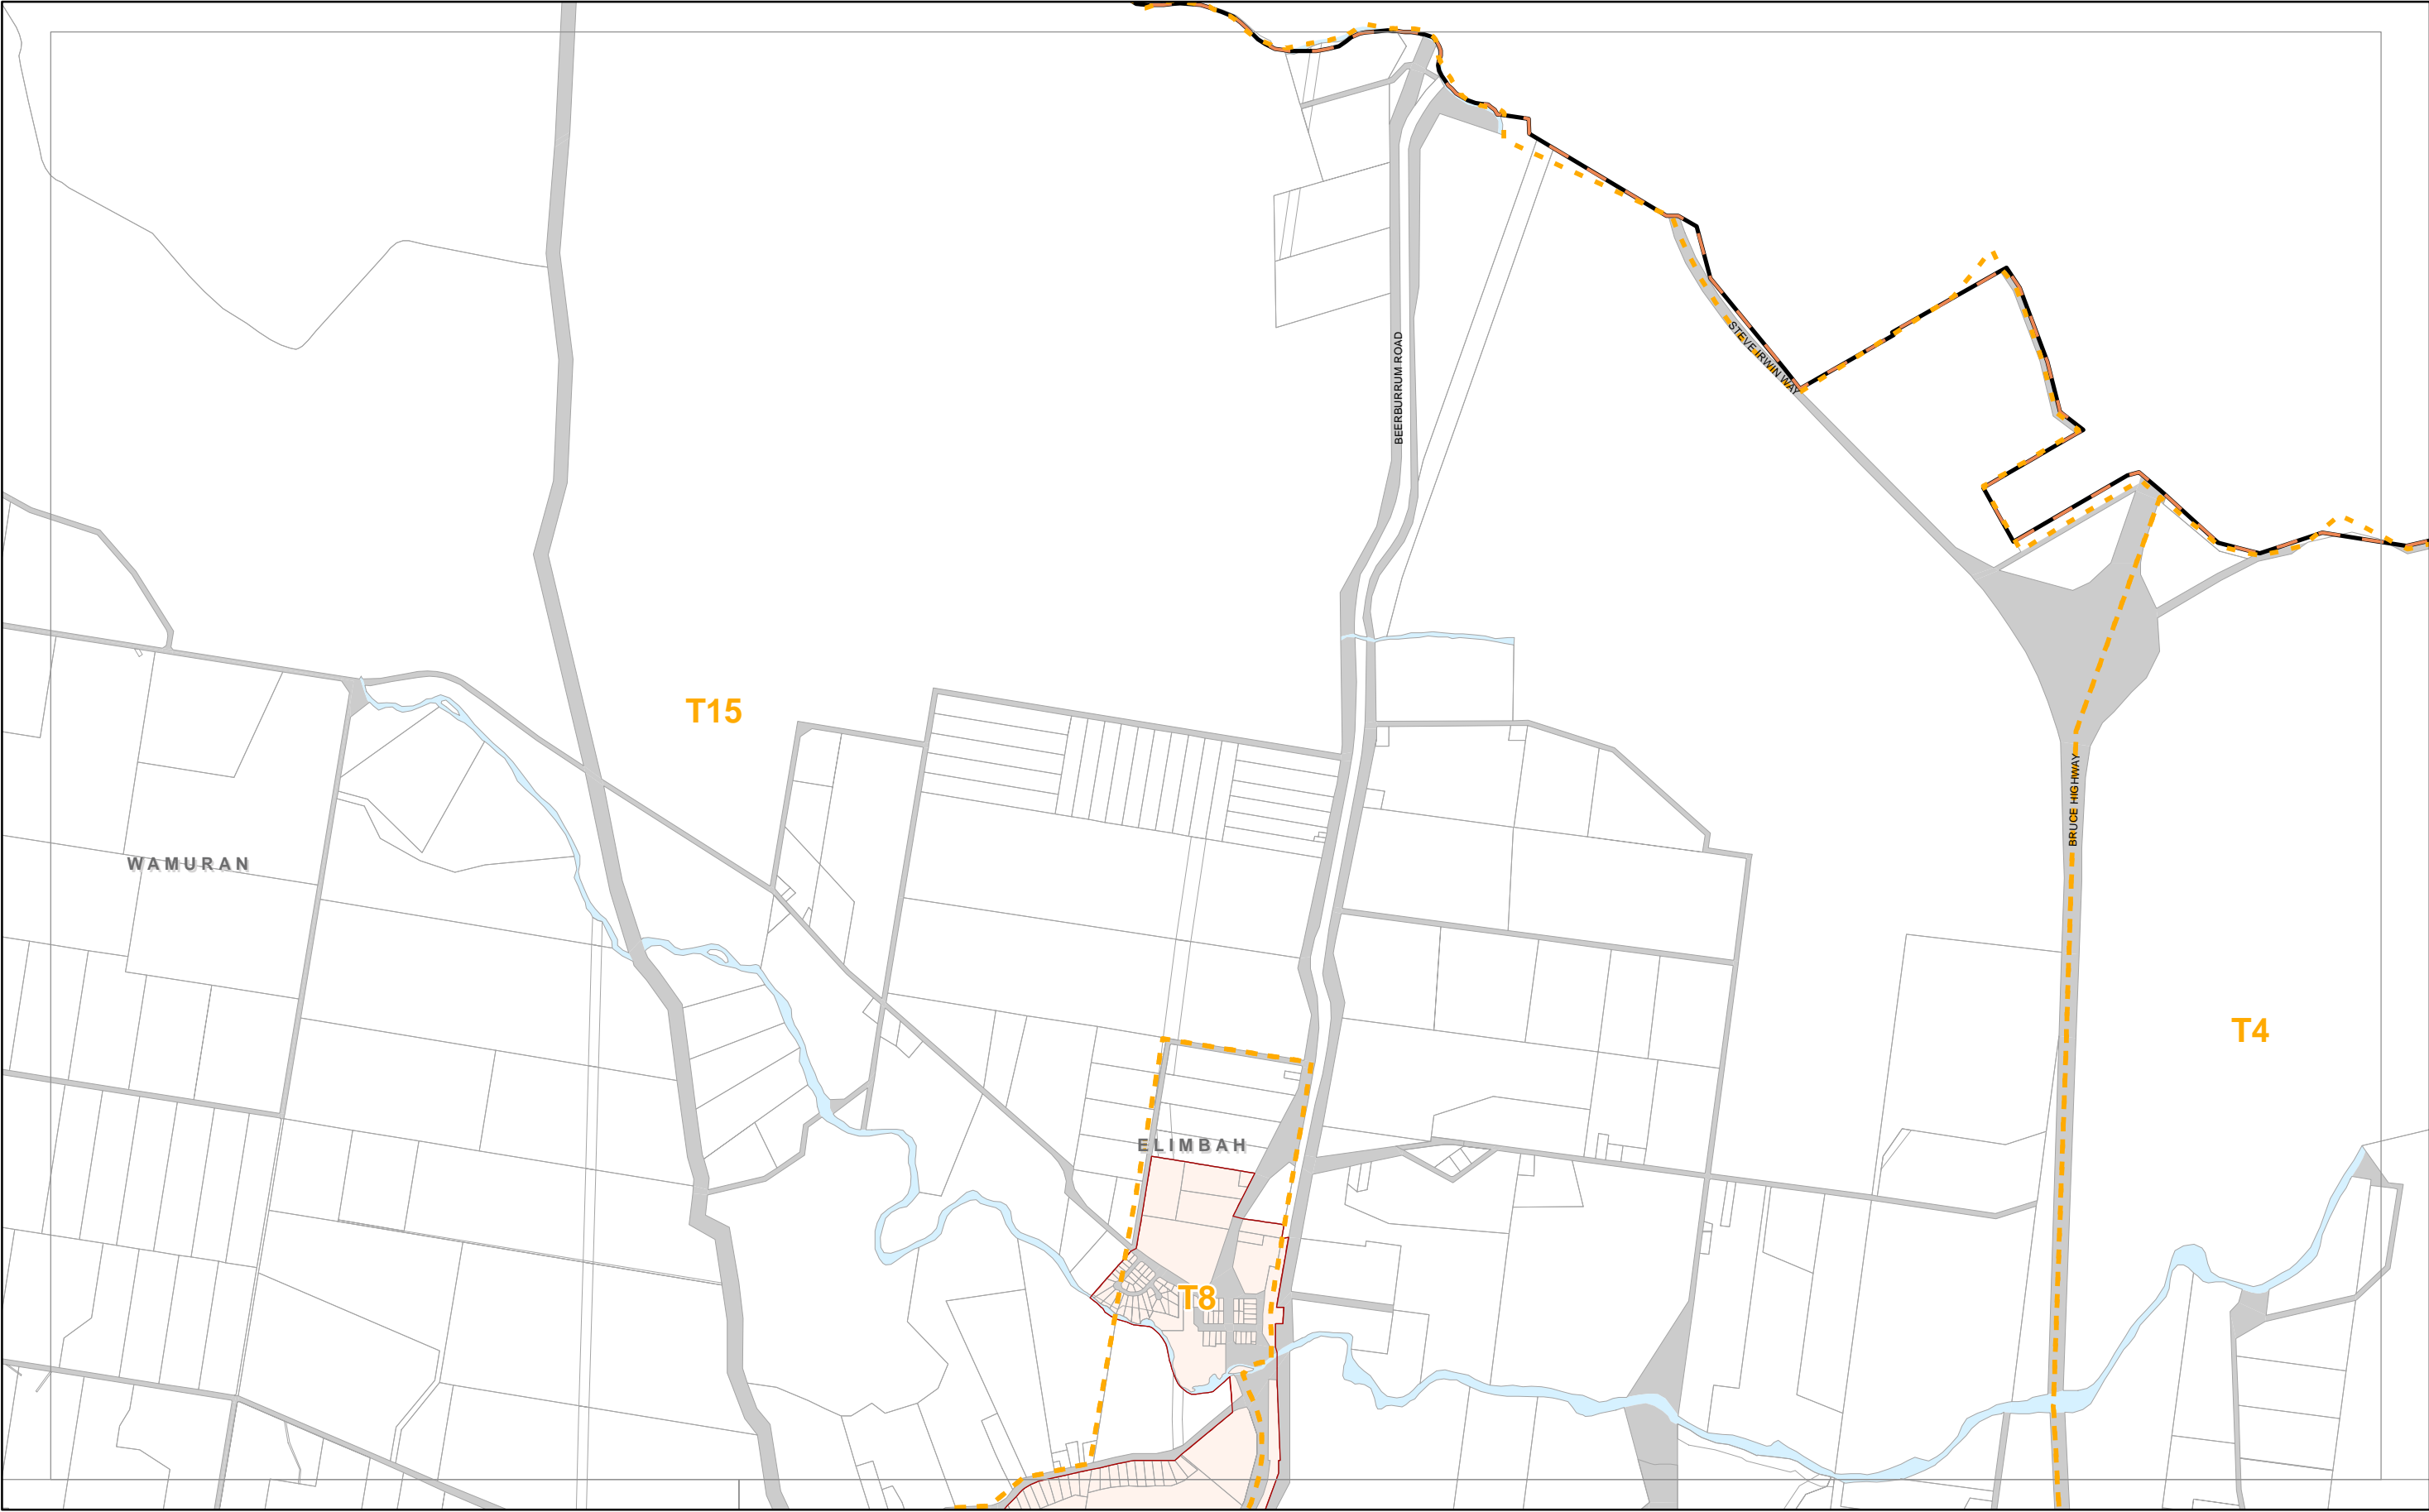 BEERBURRUM ROAD
STEVE IRWIN WAY
T15
BRUCE HIGHWAY
WAMURAN
T4
ELIMBAH
T8